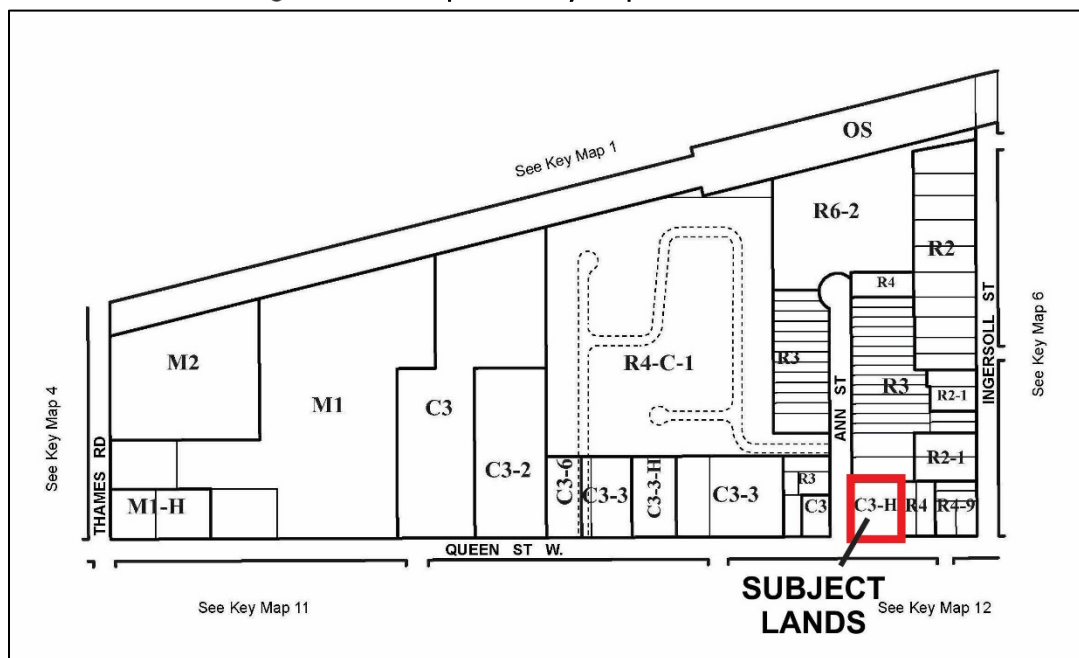 OS
See Key Map 1
R6-2
R2
R4
INGERSOLL ST
See Key Map 6
M2
R4-C-1
R3
ANN ST
R3
R2-1
See Key Map 4
THAMES RD
M1
C3
C3-2
R2-1
M1-H
C3-6
C3-3
C3-3-H
C3-3
R3
C3
C3-H
R4
R4-9
QUEEN ST W.
SUBJECT
LANDS
See Key Map 11
See Key Map 12